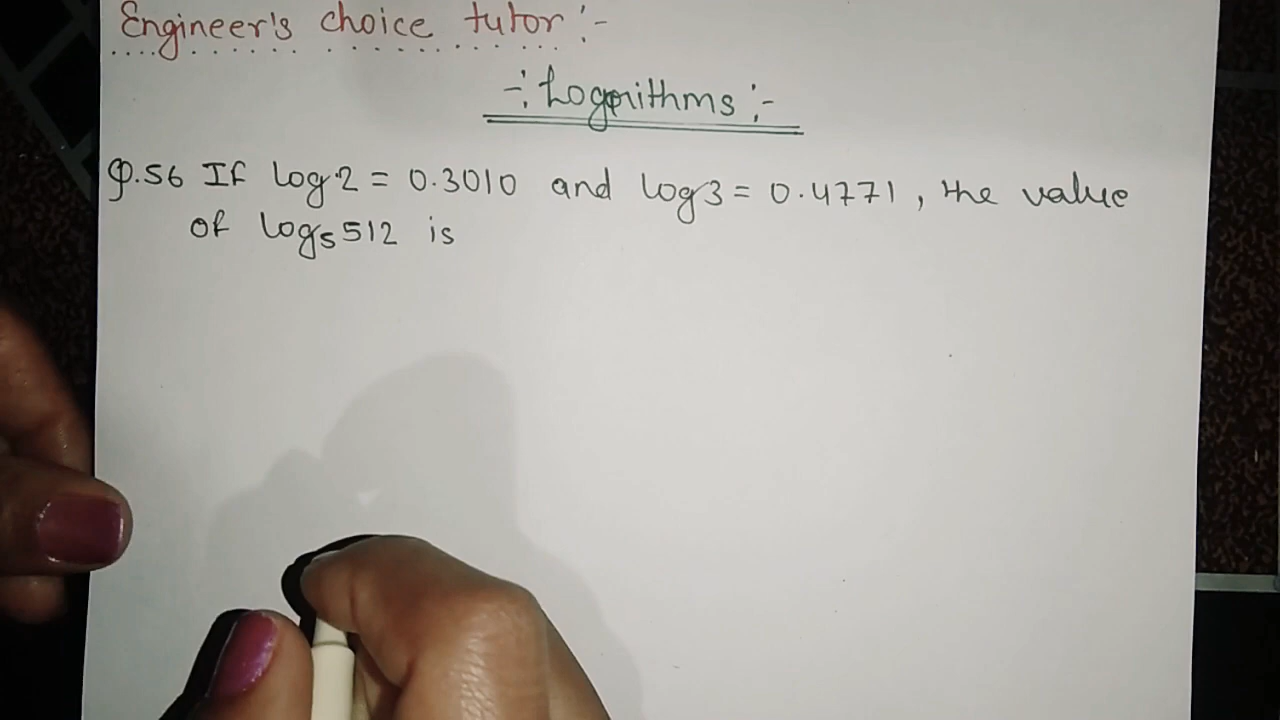 Engineer's choice tutor :-
-: Logorithms :-
Q.56 If log 2 = 0.3010 and log 3 = 0.4771, the value
of log₅ 512 is